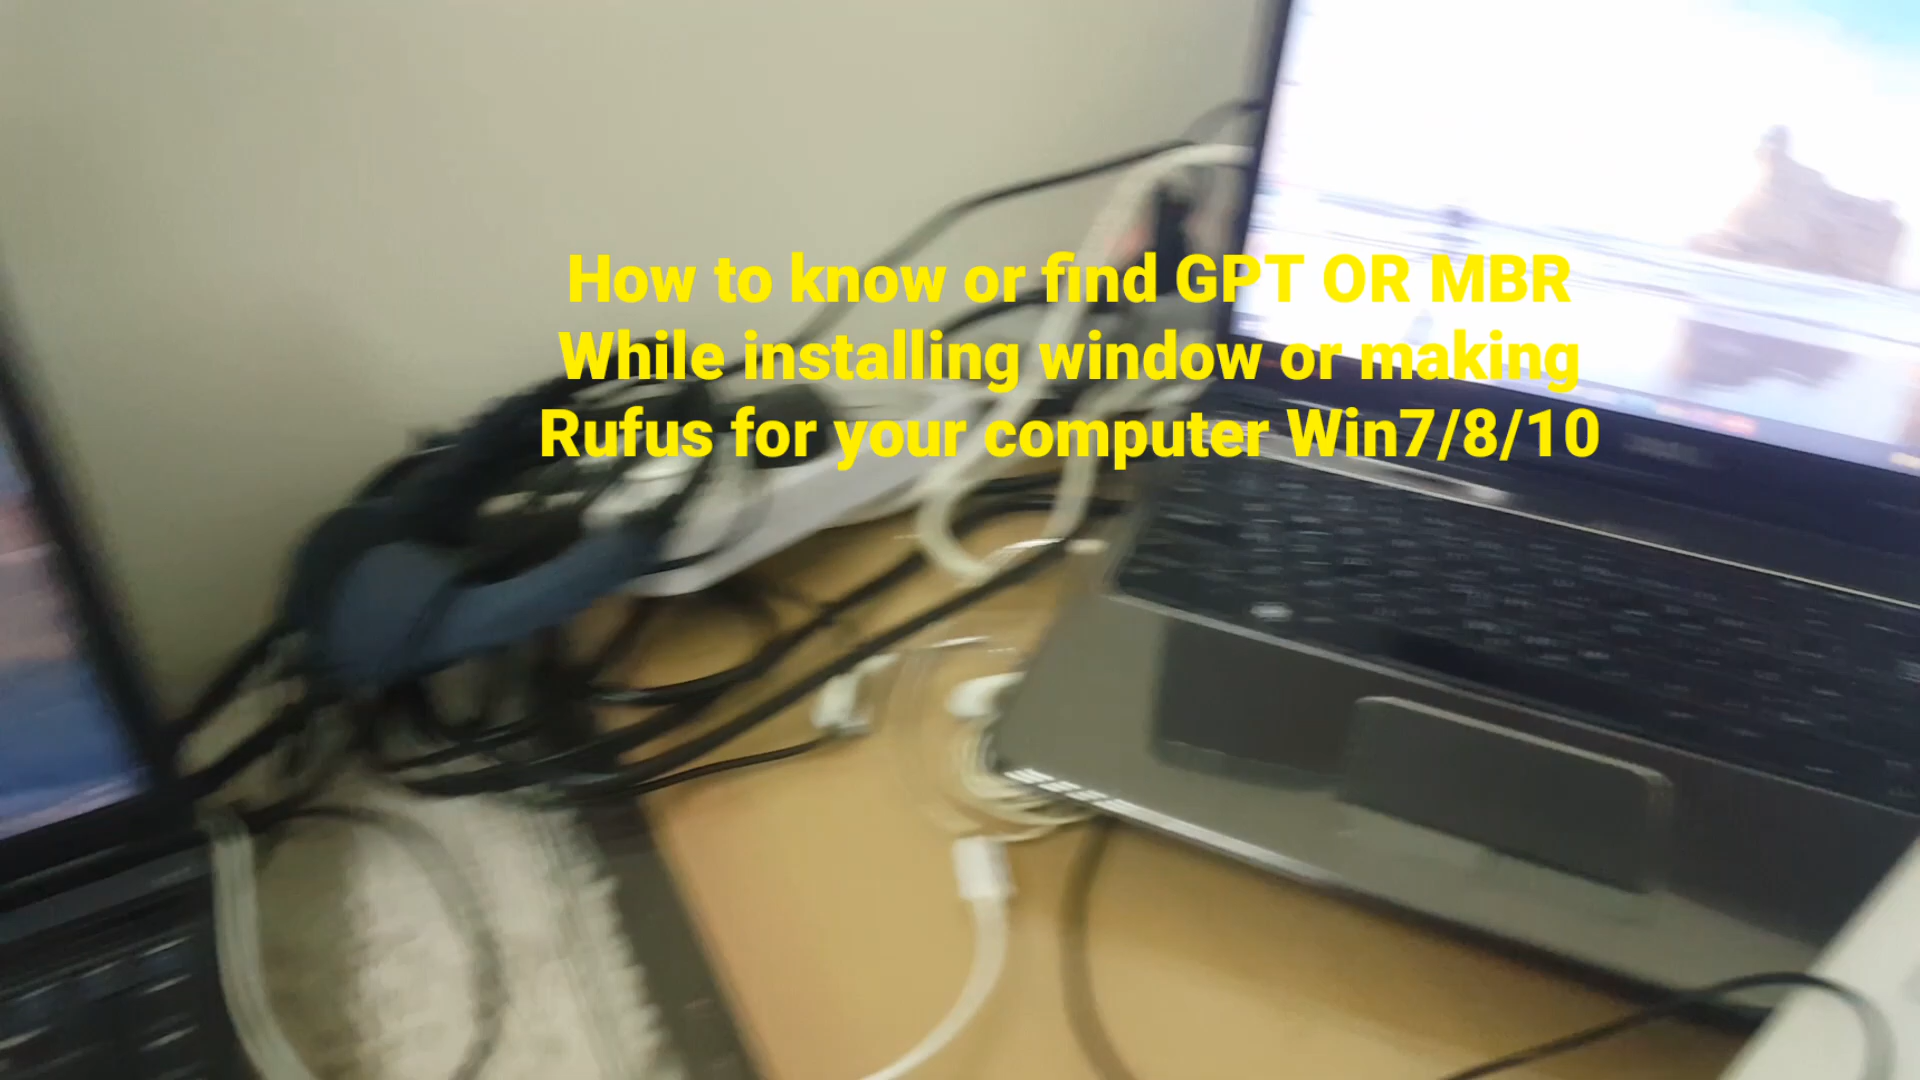 How to know or find GPT OR MBR
While installing window or making
Rufus for your computer Win7/8/10